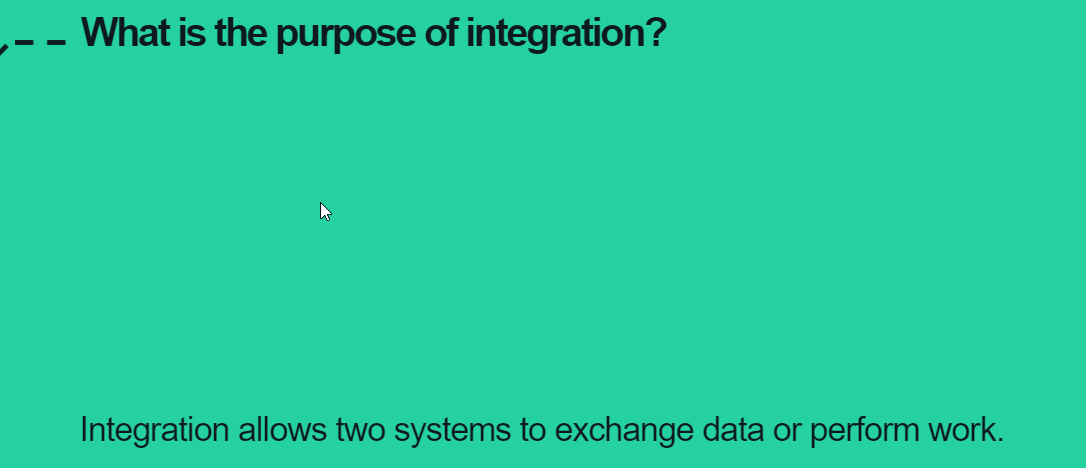 What is the purpose of integration?
Integration allows two systems to exchange data or perform work.